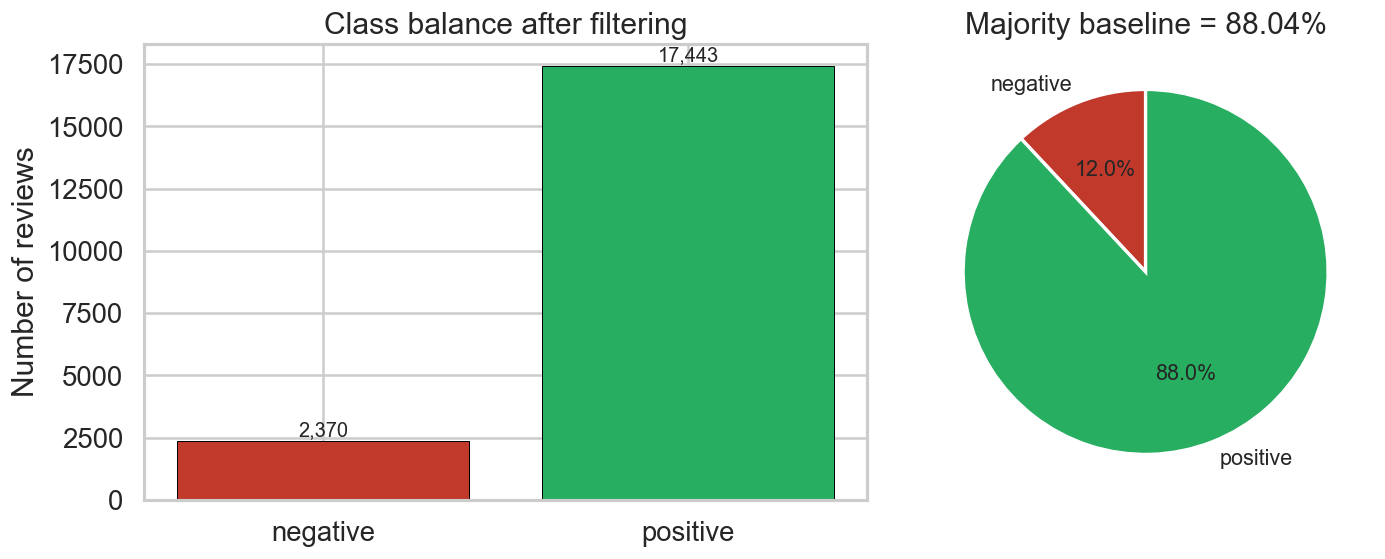 Class balance after filtering
Number of reviews
17500
15000
12500
10000
7500
5000
2500
0
2,370
17,443
negative
positive
Majority baseline = 88.04%
negative
12.0%
88.0%
positive